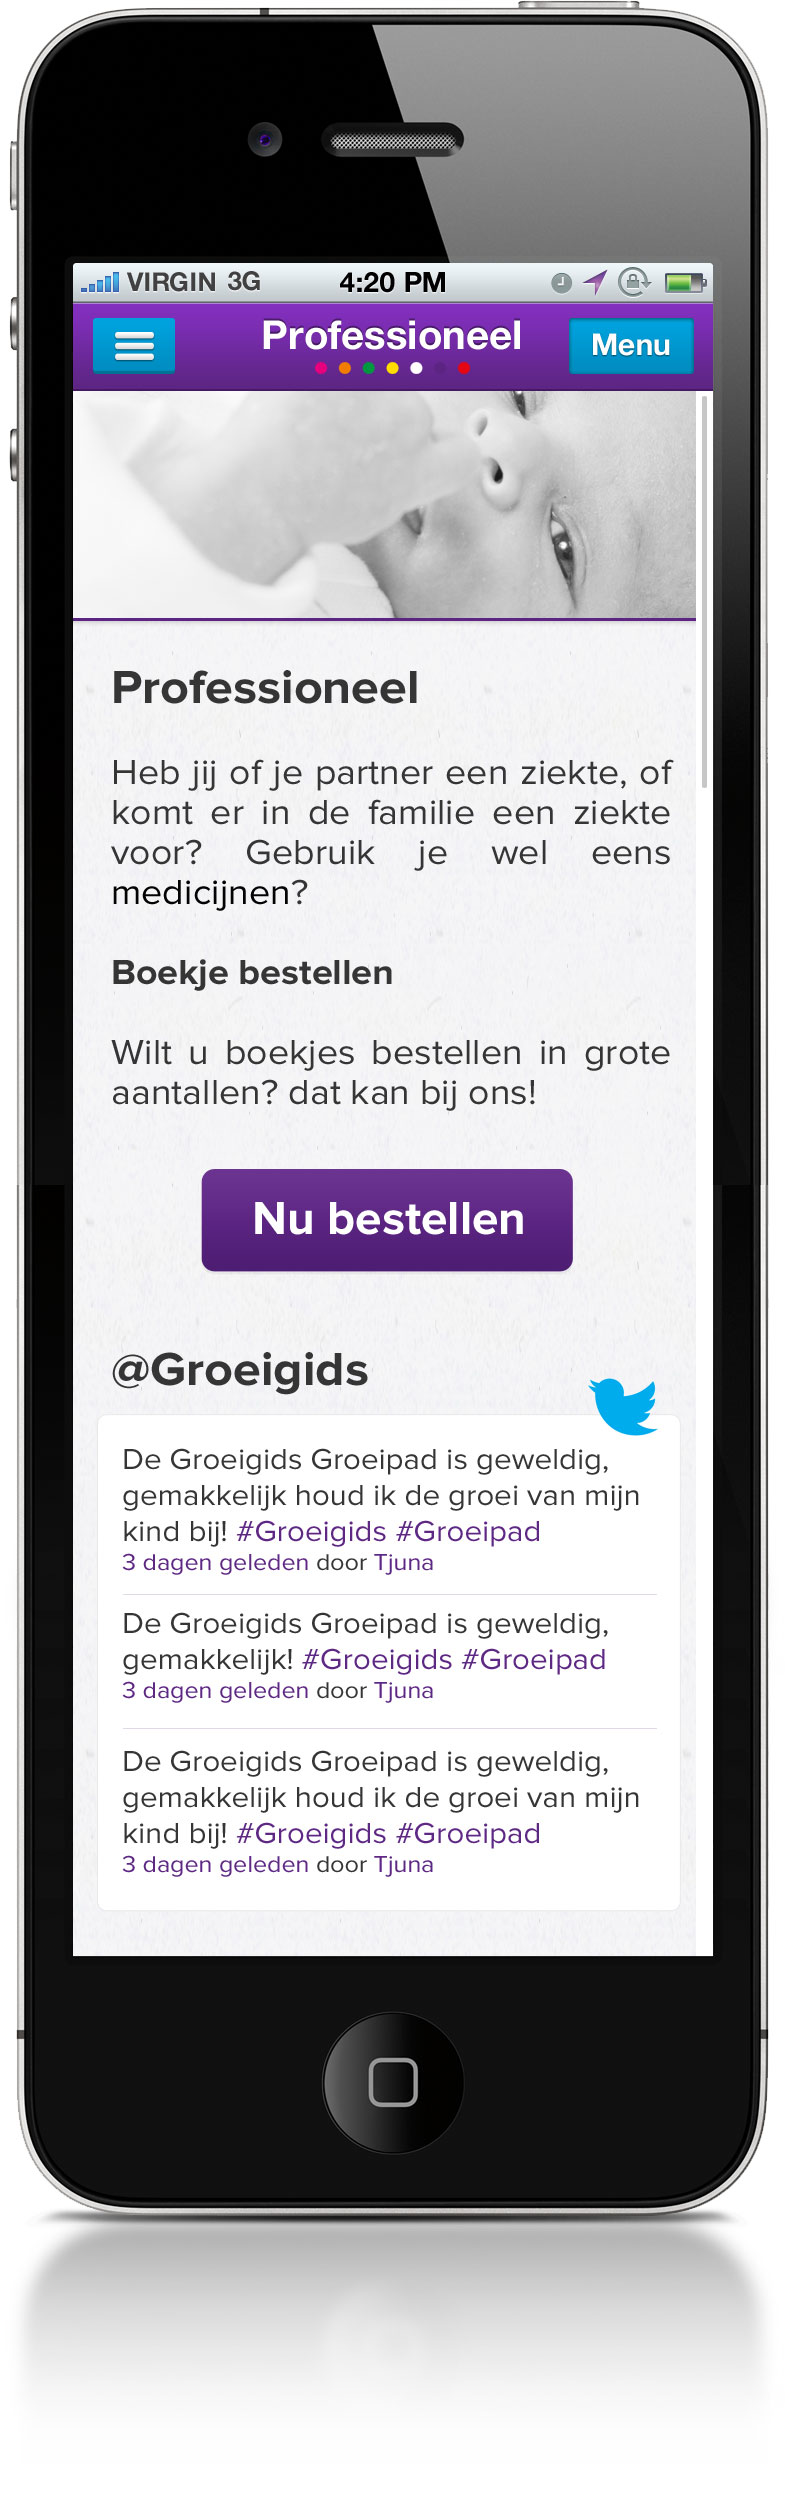 VIRGIN 3G 4:20 PM
Professioneel
Menu
Professioneel
Heb jij of je partner een ziekte, of
komt er in de familie een ziekte
voor? Gebruik je wel eens
medicijnen?
Boekje bestellen
Wilt u boekjes bestellen in grote
aantallen? dat kan bij ons!
Nu bestellen
@Groeigids
De Groeigids Groeipad is geweldig,
gemakkelijk houd ik de groei van mijn
kind bij! #Groeigids #Groeipad
3 dagen geleden door Tjuna
De Groeigids Groeipad is geweldig,
gemakkelijk! #Groeigids #Groeipad
3 dagen geleden door Tjuna
De Groeigids Groeipad is geweldig,
gemakkelijk houd ik de groei van mijn
kind bij! #Groeigids #Groeipad
3 dagen geleden door Tjuna